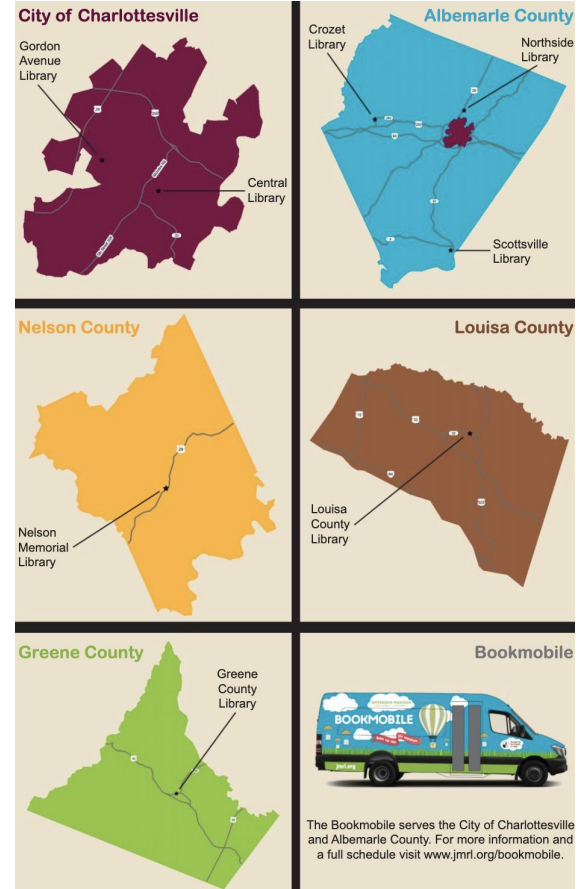 City of Charlottesville
Gordon
Avenue
Library
Central
Library
Albemarle County
Crozet
Library
Northside
Library
Scottsville
Library
Nelson County
Nelson
Memorial
Library
Louisa County
Louisa
County
Library
Greene County
Greene
County
Library
Bookmobile
BOOKMOBILE
jmrl.org
The Bookmobile serves the City of Charlottesville
and Albemarle County. For more information and
a full schedule visit www.jmrl.org/bookmobile.